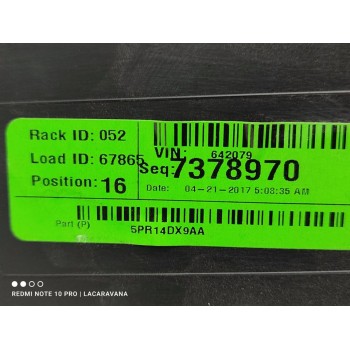 Rack ID: 052
VIN: 642079
Load ID: 67865
Seq: 7378970
Position: 16
Date: 04-21-2017 5:08:35 AM
Part (P)
5PR14DX9AA
REDMI NOTE 10 PRO | LACARAVANA